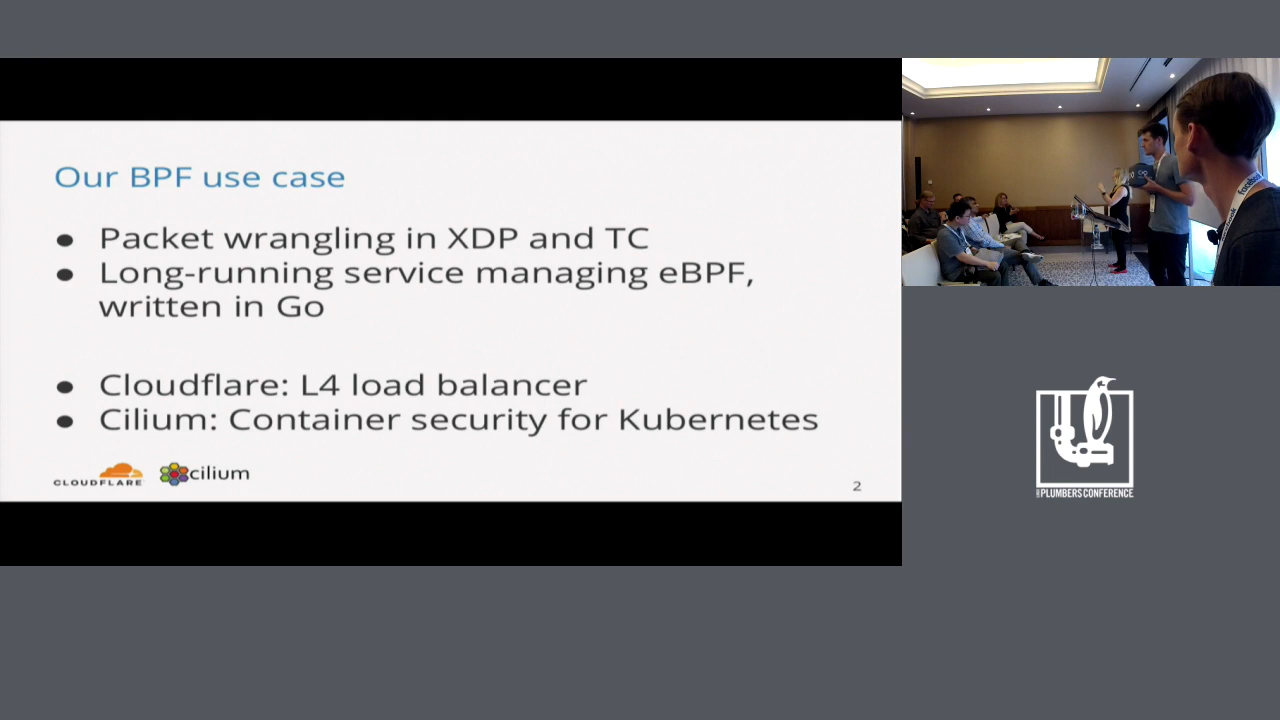 Our BPF use case
● Packet wrangling in XDP and TC
● Long-running service managing eBPF,
written in Go
● Cloudflare: L4 load balancer
● Cilium: Container security for Kubernetes
CLOUDFLARE
cilium
2
PLUMBERS CONFERENCE